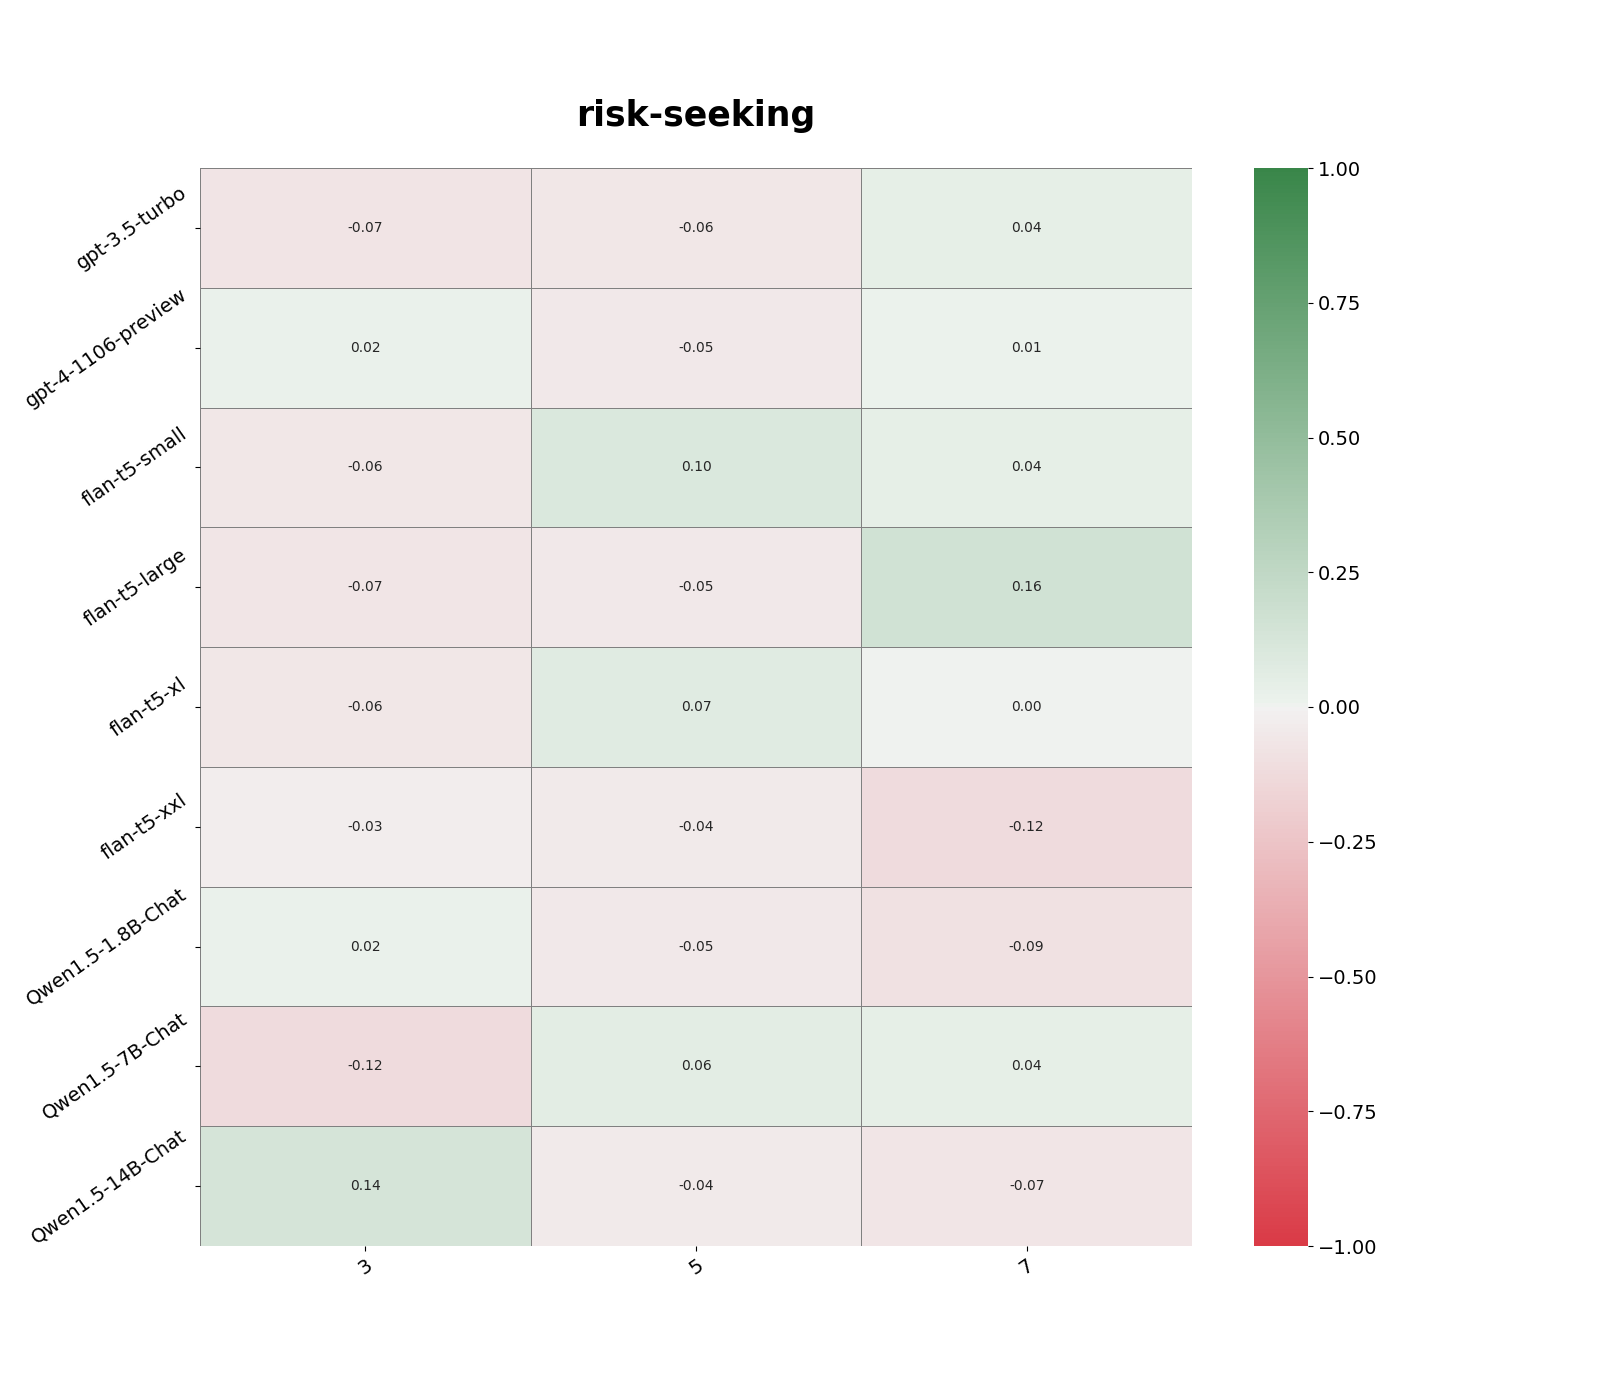 risk-seeking
gpt-3.5-turbo -0.07 -0.06 0.04
gpt-4-1106-preview 0.02 -0.05 0.01
flan-t5-small -0.06 0.10 0.04
flan-t5-large -0.07 -0.05 0.16
flan-t5-xl -0.06 0.07 0.00
flan-t5-xxl -0.03 -0.04 -0.12
Qwen1.5-1.8B-Chat 0.02 -0.05 -0.09
Qwen1.5-7B-Chat -0.12 0.06 0.04
Qwen1.5-14B-Chat 0.14 -0.04 -0.07
3 5 7
1.00
0.75
0.50
0.25
0.00
−0.25
−0.50
−0.75
−1.00